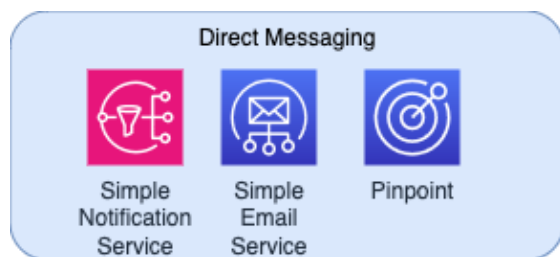 Direct Messaging
Simple
Notification
Service
Simple
Email
Service
Pinpoint